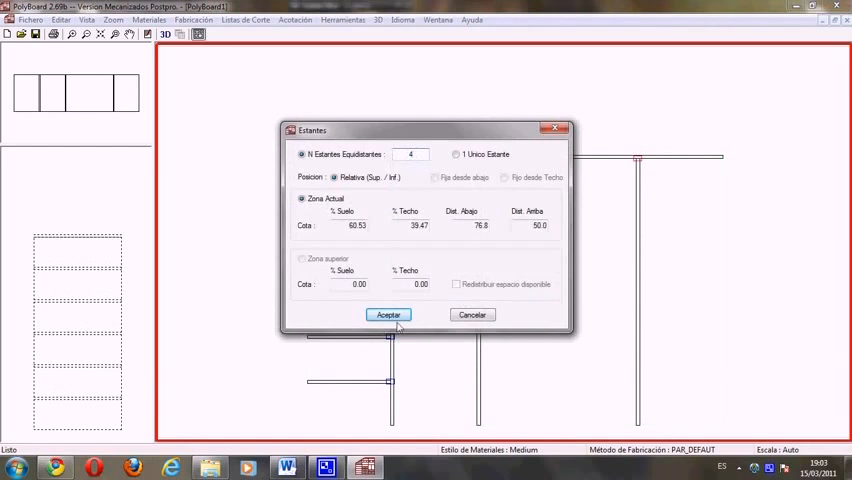 PolyBoard 2.69b -- Version Mecanizados Postpro. - [PolyBoard1]
Fichero Editar Vista Zoom Materiales Fabricación Listas de Corte Acotación Herramientas 3D Idioma Ventana Ayuda
3D
Estantes
N Estantes Equidistantes : 4 1 Unico Estante
Posicion : Relativa (Sup. / Inf.) Fija desde abajo Fijo desde Techo
Zona Actual
% Suelo % Techo Dist. Abajo Dist. Arriba
Cota : 60.53 39.47 76.8 50.0
Zona superior
% Suelo % Techo
Cota : 0.00 0.00 Redistribuir espacio disponible
Aceptar Cancelar
Listo Estilo de Materiales : Medium Método de Fabricación : PAR_DEFAUT Escala : Auto
ES 19:03
15/03/2011